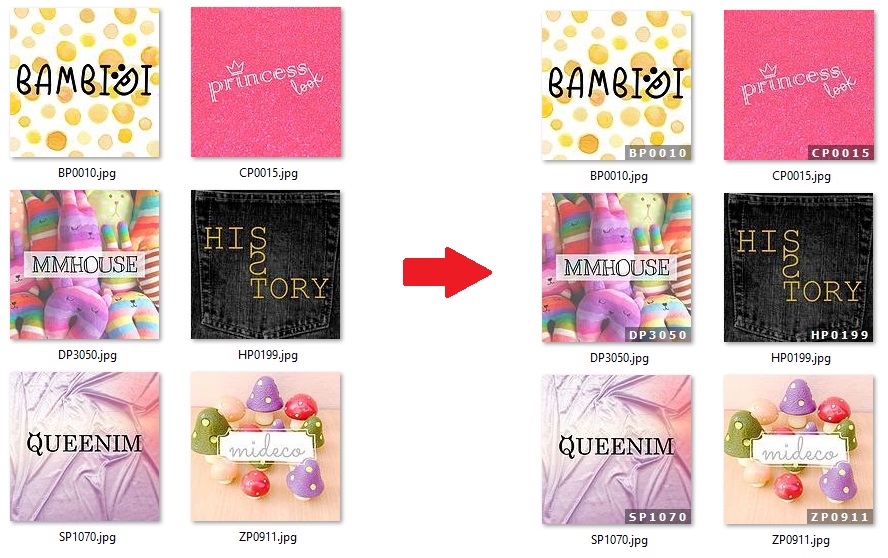 BAMBIDI
princess
look
BP0010.jpg
CP0015.jpg
MMHOUSE
HIS
S
TORY
DP3050.jpg
HP0199.jpg
QUEENIM
mideco
SP1070.jpg
ZP0911.jpg
BAMBIDI
BP0010
princess
look
CP0015
BP0010.jpg
CP0015.jpg
MMHOUSE
DP3050
HIS
S
TORY
HP0199
DP3050.jpg
HP0199.jpg
QUEENIM
SP1070
mideco
ZP0911
SP1070.jpg
ZP0911.jpg